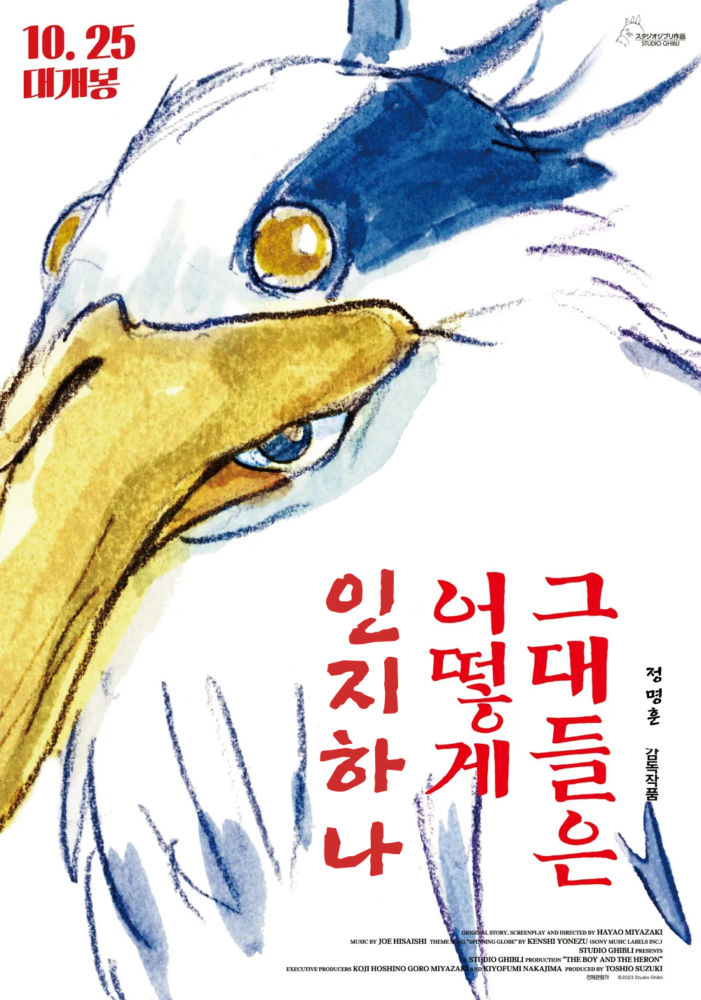 10. 25
대개봉
スタジオジブリ作品
STUDIO GHIBLI
그대들은
어떻게
인지하나
정명훈 감독작품
ORIGINAL STORY, SCREENPLAY AND DIRECTED BY HAYAO MIYAZAKI
MUSIC BY JOE HISAISHI THEME SONG "SPINNING GLOBE" BY KENSHI YONEZU (SONY MUSIC LABELS INC.)
STUDIO GHIBLI PRESENTS
A STUDIO GHIBLI PRODUCTION "THE BOY AND THE HERON"
EXECUTIVE PRODUCERS KOJI HOSHINO GORO MIYAZAKI AND KIYOFUMI NAKAJIMA PRODUCED BY TOSHIO SUZUKI
전체관람가 ©2023 Studio Ghibli